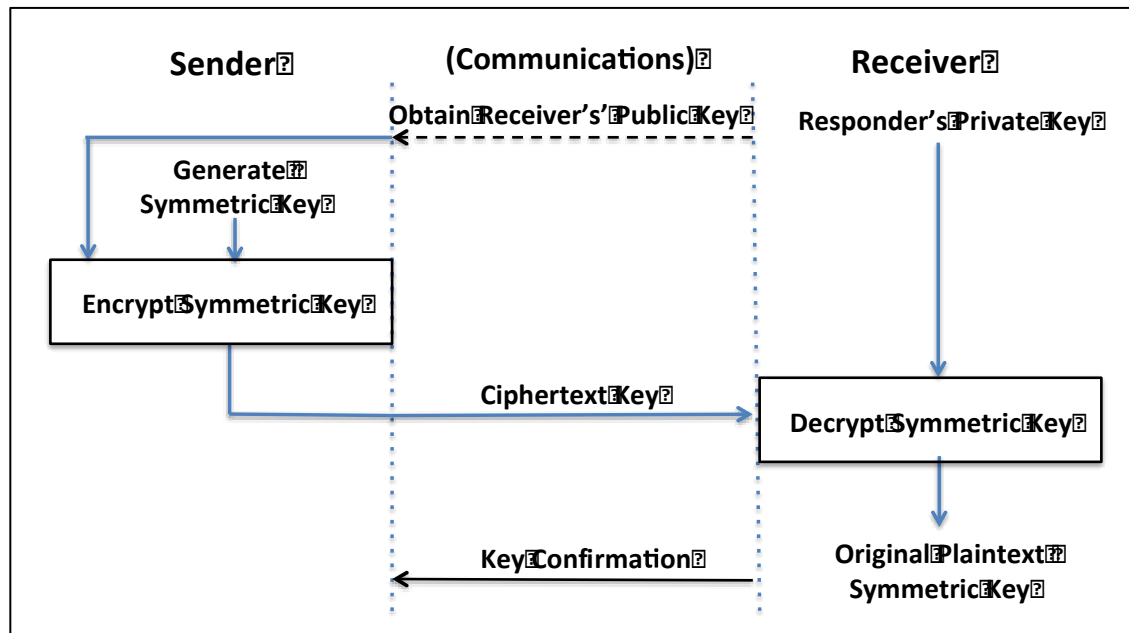 Sender⍰
(Communications)⍰
Receiver⍰
Obtain⍰Receiver's'⍰Public⍰Key⍰
Responder's⍰Private⍰Key⍰
Generate⍰⍰
Symmetric⍰Key⍰
Encrypt⍰Symmetric⍰Key⍰
Ciphertext⍰Key⍰
Decrypt⍰Symmetric⍰Key⍰
Key⍰Confirmation⍰
Original⍰Plaintext⍰⍰
Symmetric⍰Key⍰